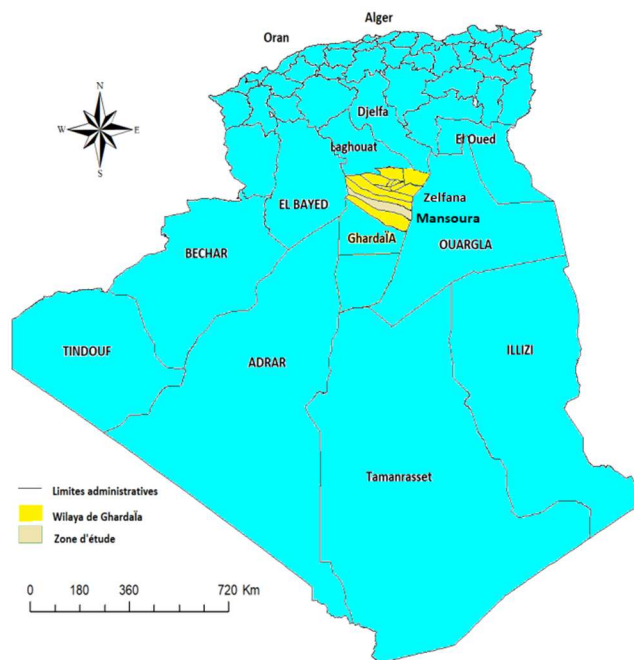 Alger
Oran
N
W E
S
Djelfa
El Oued
Laghouat
Zelfana
EL BAYED
Mansoura
GhardaÏA
OUARGLA
BECHAR
TINDOUF
ADRAR
ILLIZI
Tamanrasset
Limites administratives
Wilaya de GhardaÏa
Zone d'étude
0 180 360 720 Km